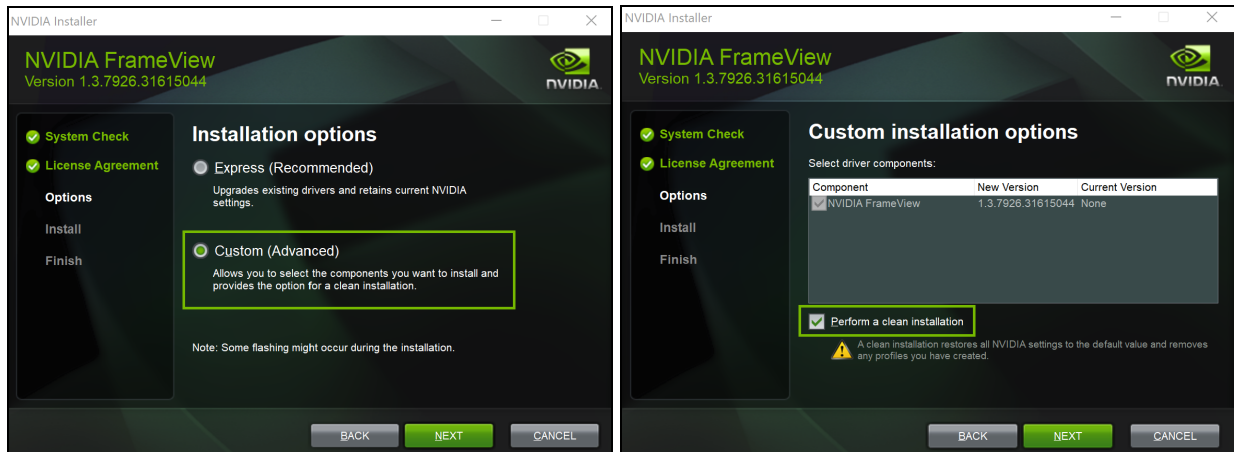 NVIDIA Installer
NVIDIA FrameView
Version 1.3.7926.31615044
NVIDIA
System Check
License Agreement
Options
Install
Finish
Installation options
Express (Recommended)
Upgrades existing drivers and retains current NVIDIA
settings.
Custom (Advanced)
Allows you to select the components you want to install and
provides the option for a clean installation.
Note: Some flashing might occur during the installation.
BACK
NEXT
CANCEL
NVIDIA Installer
NVIDIA FrameView
Version 1.3.7926.31615044
NVIDIA
System Check
License Agreement
Options
Install
Finish
Custom installation options
Select driver components:
Component New Version Current Version
NVIDIA FrameView 1.3.7926.31615044 None
Perform a clean installation
A clean installation restores all NVIDIA settings to the default value and removes
any profiles you have created.
BACK
NEXT
CANCEL